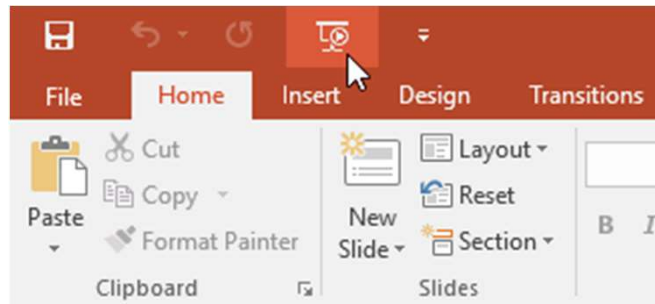 File Home Insert Design Transitions
Cut
Copy
Format Painter
Paste
Clipboard
New
Slide
Layout
Reset
Section
Slides
B I